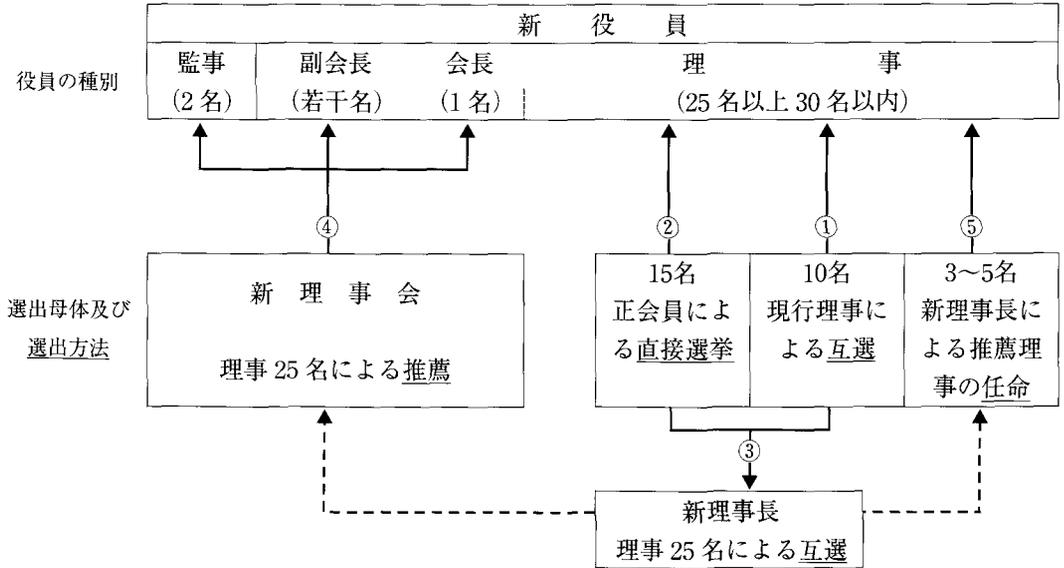 新役員
役員の種別
監事
(2名)
副会長
(若干名)
会長
(1名)
理事
(25名以上30名以内)
④
②
①
⑤
選出母体及び
選出方法
新理事会
理事25名による推薦
15名
正会員によ
る直接選挙
10名
現行理事に
よる互選
3〜5名
新理事長に
よる推薦理
事の任命
③
新理事長
理事25名による互選